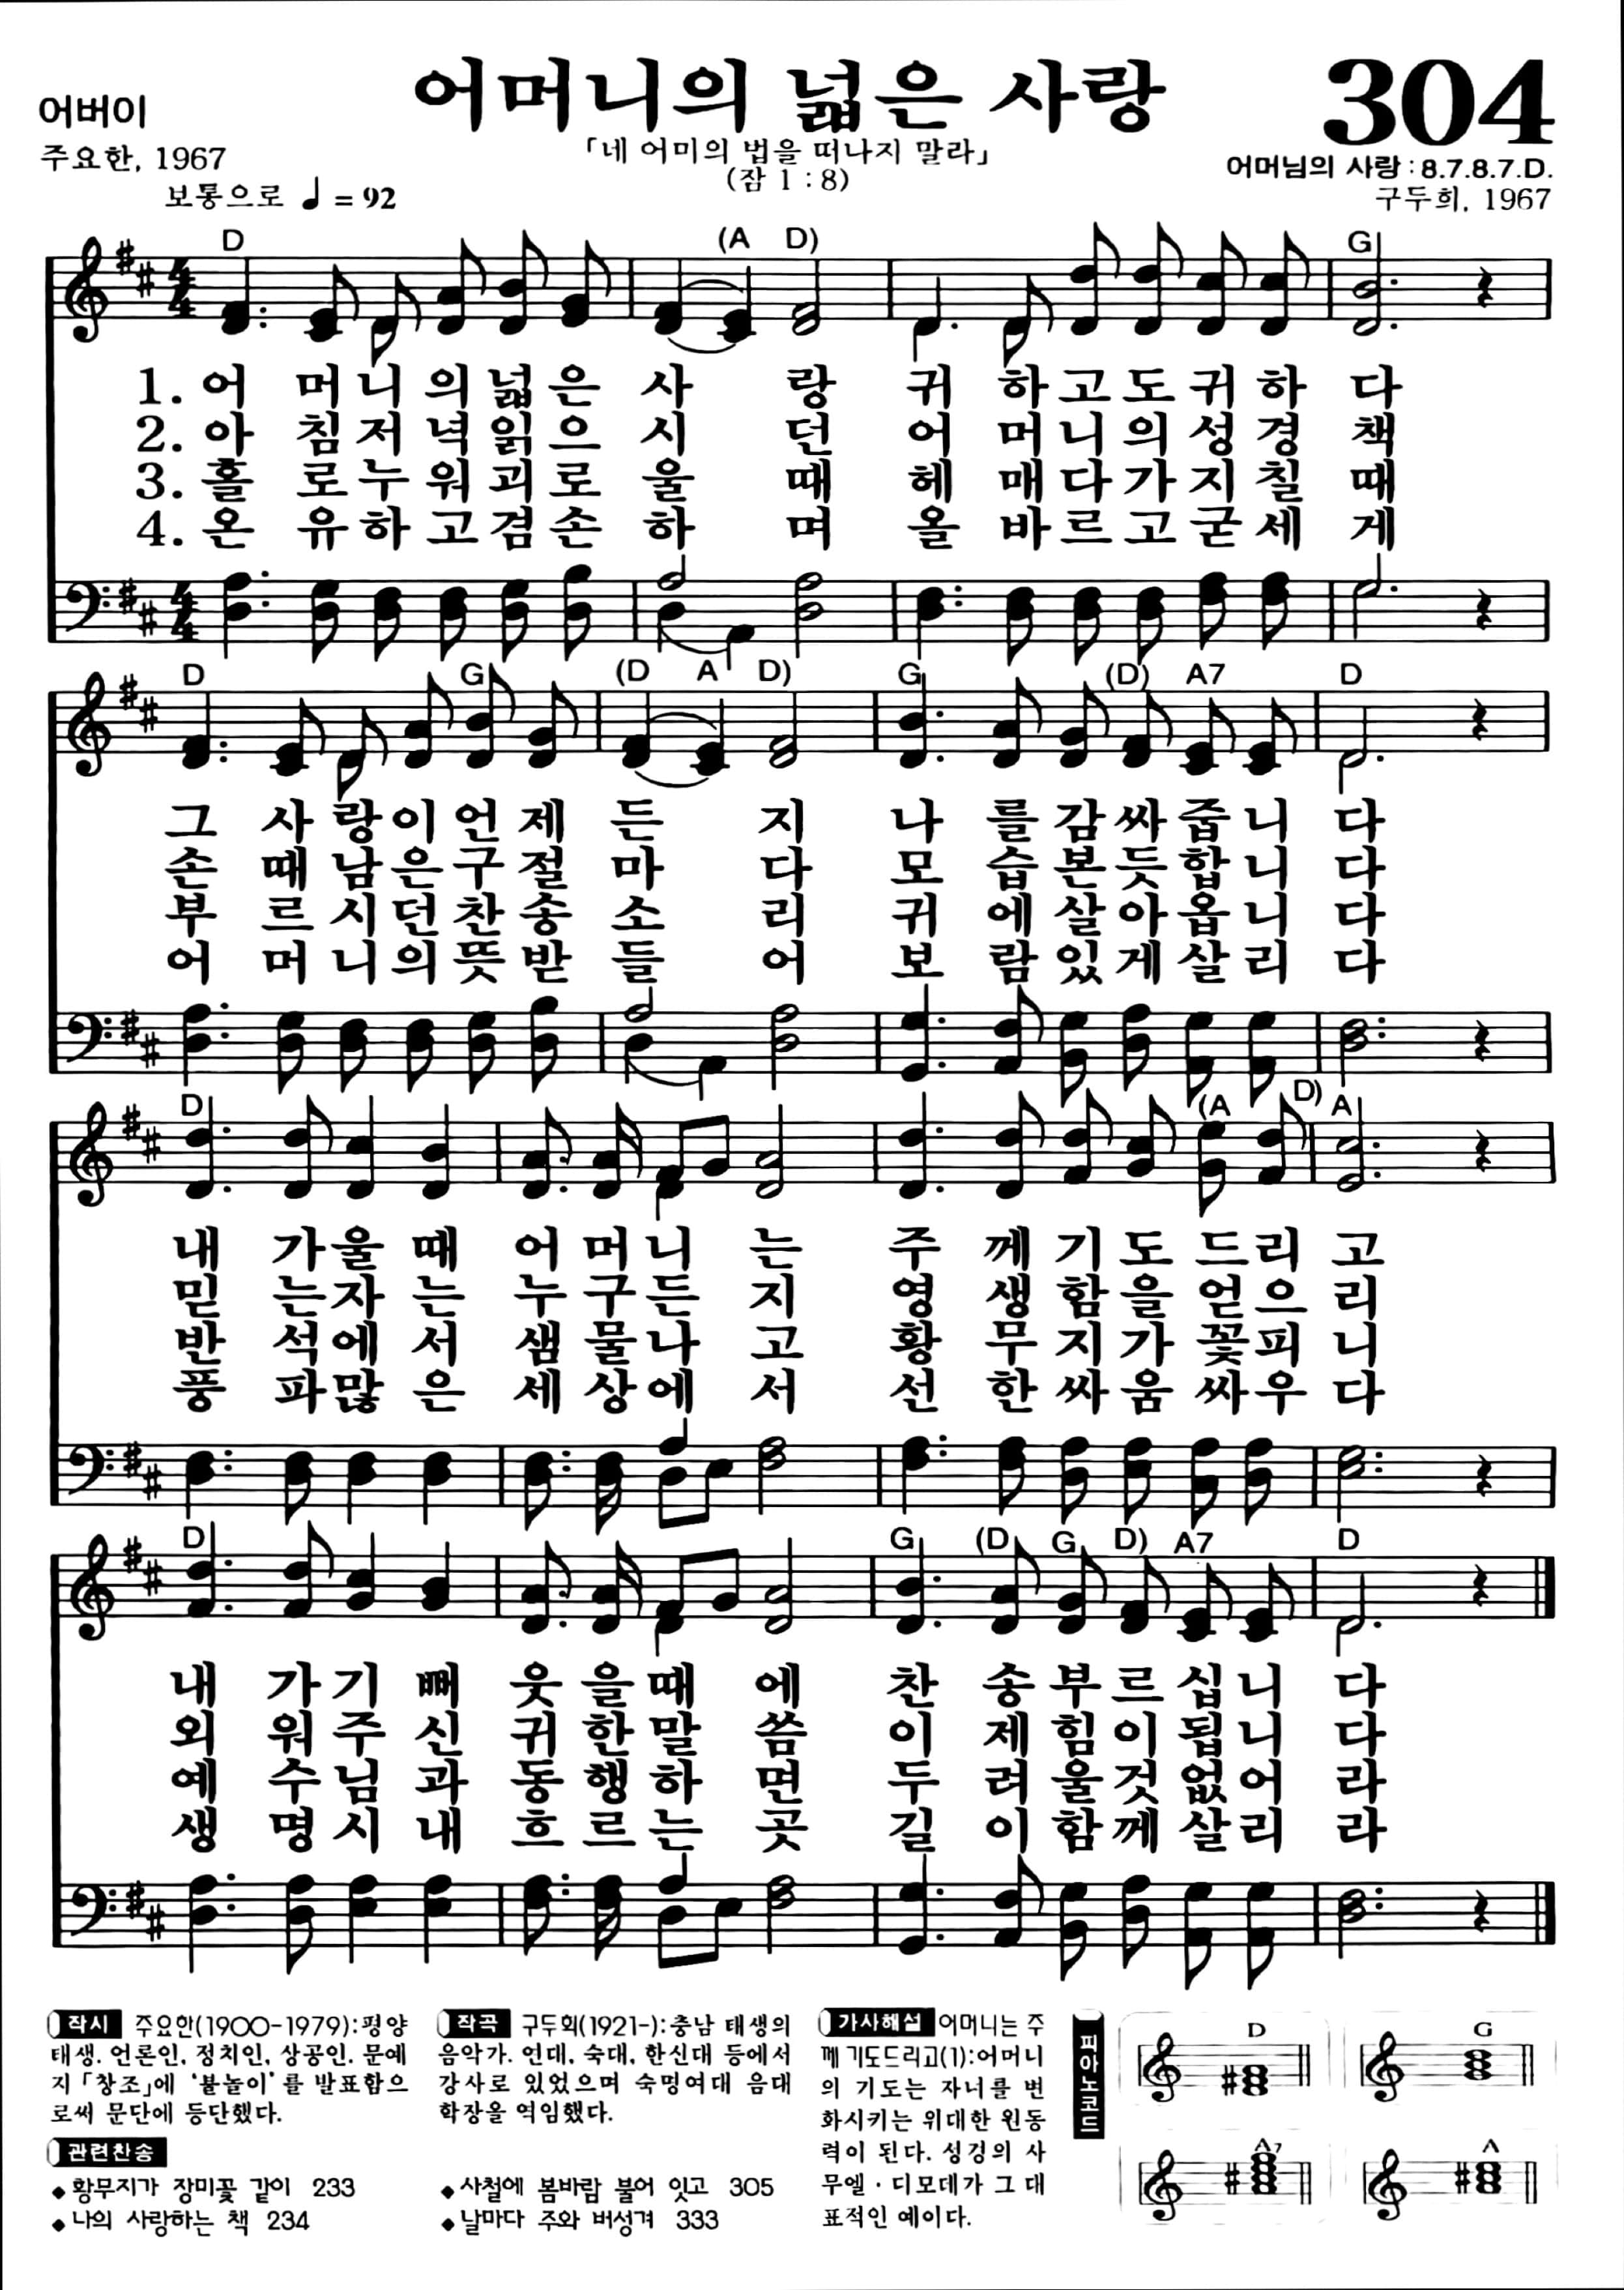 어버이
어머니의 넓은 사랑
304
주요한, 1967
「네 어미의 법을 떠나지 말라」
(잠 1 : 8)
어머님의 사랑 : 8.7.8.7.D.
구두회, 1967
보통으로 ♩ = 92
D (A D) G
1. 어 머 니 의 넓 은 사 랑 귀 하 고 도 귀 하 다
2. 아 침 저 녁 읽 으 시 던 어 머 니 의 성 경 책
3. 홀 로 누 워 괴 로 울 때 헤 매 다 가 지 칠 때
4. 온 유 하 고 겸 손 하 며 올 바 르 고 굳 세 게
D G (D A D) G (D) A7 D
그 사 랑 이 언 제 든 지 나 를 감 싸 줍 니 다
손 때 남 은 구 절 마 다 모 습 본 듯 합 니 다
부 르 시 던 찬 송 소 리 귀 에 살 아 옵 니 다
어 머 니 의 뜻 받 들 어 보 람 있 게 살 리 다
D (A D) A
내 가 울 때 어 머 니 는 주 께 기 도 드 리 고
믿 는 자 는 누 구 든 지 영 생 함 을 얻 으 리
반 석 에 서 샘 물 나 고 황 무 지 가 꽃 피 니
풍 파 많 은 세 상 에 서 선 한 싸 움 싸 우 다
D G (D G D) A7 D
내 가 기 뻐 웃 을 때 에 찬 송 부 르 십 니 다
외 워 주 신 귀 한 말 씀 이 제 힘 이 됩 니 다
예 수 님 과 동 행 하 면 두 려 울 것 없 어 라
생 명 시 내 흐 르 는 곳 길 이 함 께 살 리 라
작시 주요한(1900-1979):평양
태생. 언론인, 정치인, 상공인. 문예
지 「창조」에 '불놀이'를 발표함으
로써 문단에 등단했다.
작곡 구두회(1921-):충남 태생의
음악가. 연대, 숙대, 한신대 등에서
강사로 있었으며 숙명여대 음대
학장을 역임했다.
가사해설 어머니는 주
께 기도드리고(1):어머니
의 기도는 자녀를 변
화시키는 위대한 원동
력이 된다. 성경의 사
무엘·디모데가 그 대
표적인 예이다.
관련찬송
◆황무지가 장미꽃 같이 233
◆나의 사랑하는 책 234
◆사철에 봄바람 불어 잇고 305
◆날마다 주와 버성겨 333
피아노코드
D G
A7 A